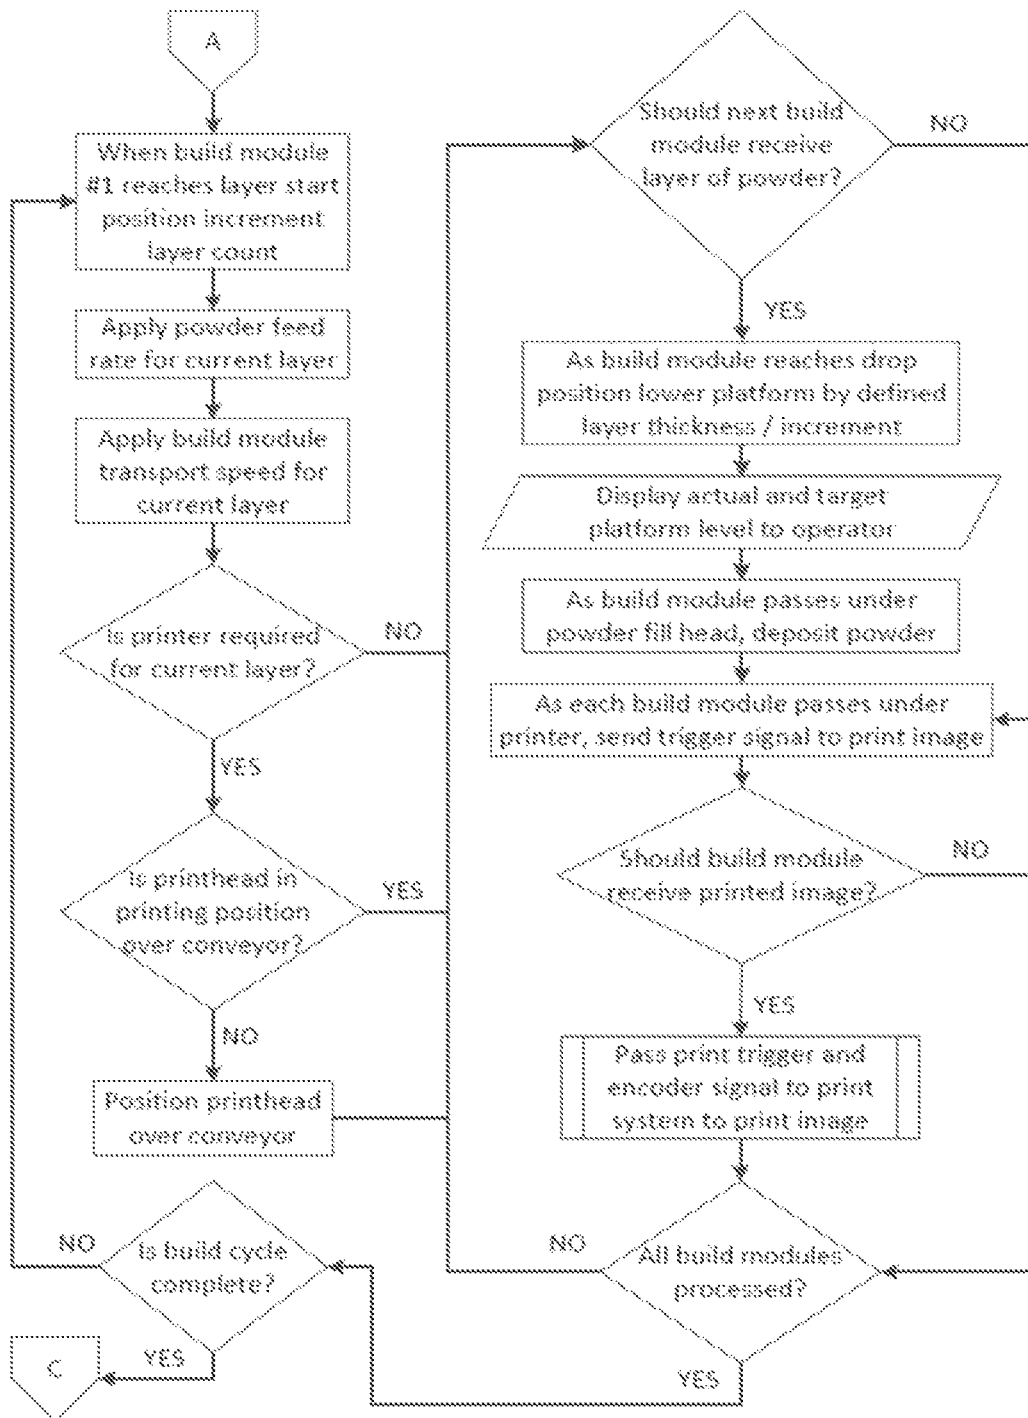 A
When build module
#1 reaches layer start
position increment
layer count
Apply powder feed
rate for current layer
Apply build module
transport speed for
current layer
Is printer required
for current layer?
NO
YES
Is printhead in
printing position
over conveyor?
YES
NO
Position printhead
over conveyor
Is build cycle
complete?
NO
YES
C
Should next build
module receive
layer of powder?
NO
YES
As build module reaches drop
position lower platform by defined
layer thickness / increment
Display actual and target
platform level to operator
As build module passes under
powder fill head, deposit powder
As each build module passes under
printer, send trigger signal to print image
Should build module
receive printed image?
NO
YES
Pass print trigger and
encoder signal to print
system to print image
All build modules
processed?
NO
YES